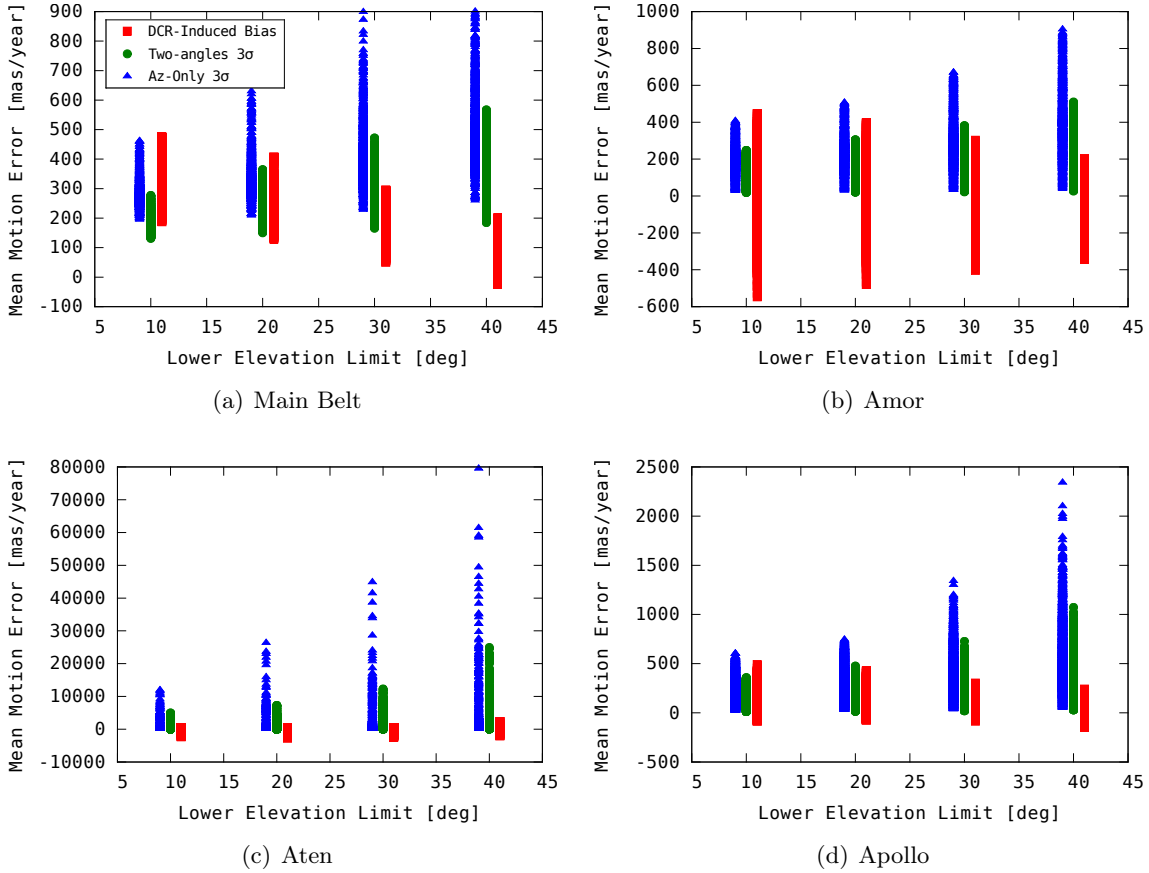 900
800
700
600
500
400
300
200
100
0
-100
Mean Motion Error [mas/year]
DCR-Induced Bias
Two-angles 3σ
Az-Only 3σ
5 10 15 20 25 30 35 40 45
Lower Elevation Limit [deg]
(a) Main Belt
1000
800
600
400
200
0
-200
-400
-600
Mean Motion Error [mas/year]
5 10 15 20 25 30 35 40 45
Lower Elevation Limit [deg]
(b) Amor
80000
70000
60000
50000
40000
30000
20000
10000
0
-10000
Mean Motion Error [mas/year]
5 10 15 20 25 30 35 40 45
Lower Elevation Limit [deg]
(c) Aten
2500
2000
1500
1000
500
0
-500
Mean Motion Error [mas/year]
5 10 15 20 25 30 35 40 45
Lower Elevation Limit [deg]
(d) Apollo